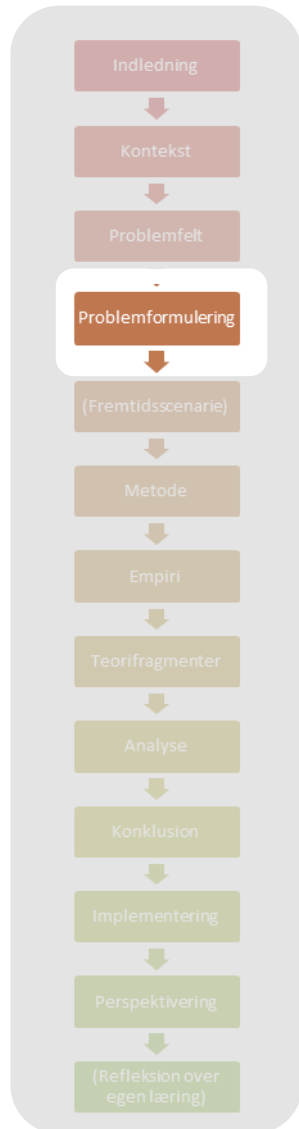 Indledning
Kontekst
Problemfelt
Problemformulering
(Fremtidsscenarie)
Metode
Empiri
Teorifragmenter
Analyse
Konklusion
Implementering
Perspektivering
(Refleksion over
egen læring)